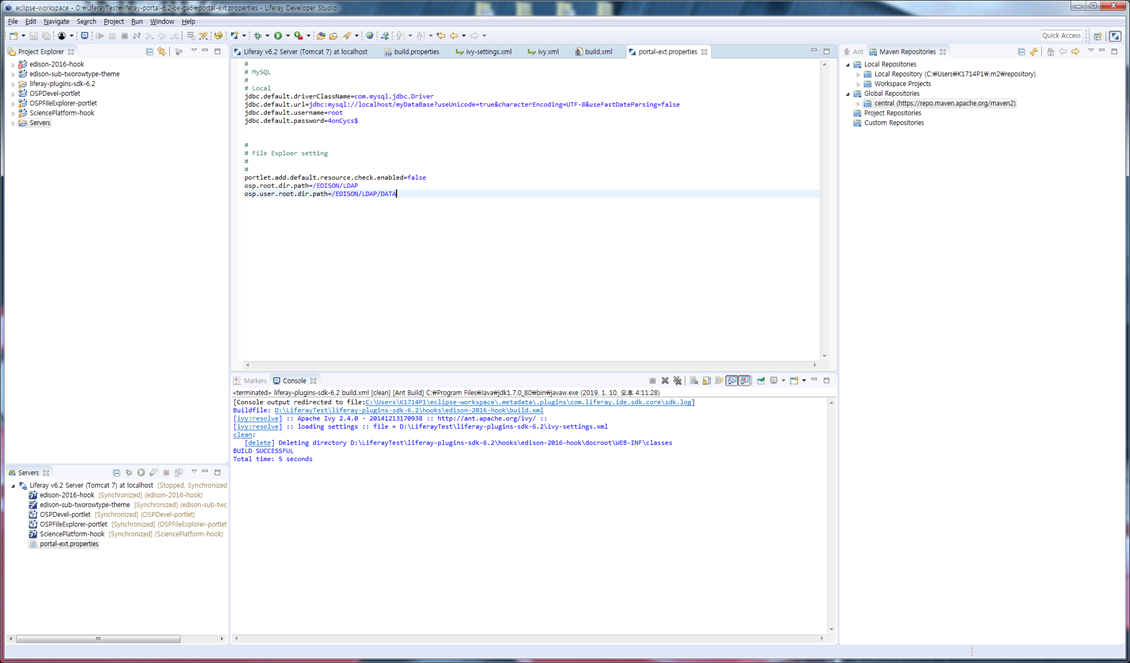 eclipse-workspace - D:₩LiferayTest₩liferay-portal-6.2-ce-ga6₩portal-ext.properties - Liferay Developer Studio
File Edit Navigate Search Project Run Window Help
Quick Access
Project Explorer
edison-2016-hook
edison-sub-tworowtype-theme
liferay-plugins-sdk-6.2
OSPDevel-portlet
OSPFileExplorer-portlet
SciencePlatform-hook
Servers
Liferay v6.2 Server (Tomcat 7) at localhost
build.properties
ivy-settings.xml
ivy.xml
build.xml
portal-ext.properties
#
# MySQL
#
# Local
jdbc.default.driverClassName=com.mysql.jdbc.Driver
jdbc.default.url=jdbc:mysql://localhost/myDataBase?useUnicode=true&characterEncoding=UTF-8&useFastDateParsing=false
jdbc.default.username=root
jdbc.default.password=4onCycs$
#
# File Exploer setting
#
#
portlet.add.default.resource.check.enabled=false
osp.root.dir.path=/EDISON/LDAP
osp.user.root.dir.path=/EDISON/LDAP/DATA
Ant
Maven Repositories
Local Repositories
Local Repository (C:₩Users₩K1714P1₩.m2₩repository)
Workspace Projects
Global Repositories
central (https://repo.maven.apache.org/maven2)
Project Repositories
Custom Repositories
Markers
Console
<terminated> liferay-plugins-sdk-6.2 build.xml [clean] [Ant Build] C:₩Program Files₩Java₩jdk1.7.0_80₩bin₩javaw.exe (2019. 1. 10. 오후 4:11:28)
[Console output redirected to file:C:\Users\K1714P1\eclipse-workspace\.metadata\.plugins\com.liferay.ide.sdk.core\sdk.log]
Buildfile: D:\LiferayTest\liferay-plugins-sdk-6.2\hooks\edison-2016-hook\build.xml
[ivy:resolve] :: Apache Ivy 2.4.0 - 20141213170938 :: http://ant.apache.org/ivy/ ::
[ivy:resolve] :: loading settings :: file = D:\LiferayTest\liferay-plugins-sdk-6.2\ivy-settings.xml
clean:
[delete] Deleting directory D:\LiferayTest\liferay-plugins-sdk-6.2\hooks\edison-2016-hook\docroot\WEB-INF\classes
BUILD SUCCESSFUL
Total time: 5 seconds
Servers
Liferay v6.2 Server (Tomcat 7) at localhost [Stopped, Synchronized
edison-2016-hook [Synchronized] (edison-2016-hook)
edison-sub-tworowtype-theme [Synchronized] (edison-sub-twc
OSPDevel-portlet [Synchronized] (OSPDevel-portlet)
OSPFileExplorer-portlet [Synchronized] (OSPFileExplorer-portlet
SciencePlatform-hook [Synchronized] (SciencePlatform-hook)
portal-ext.properties